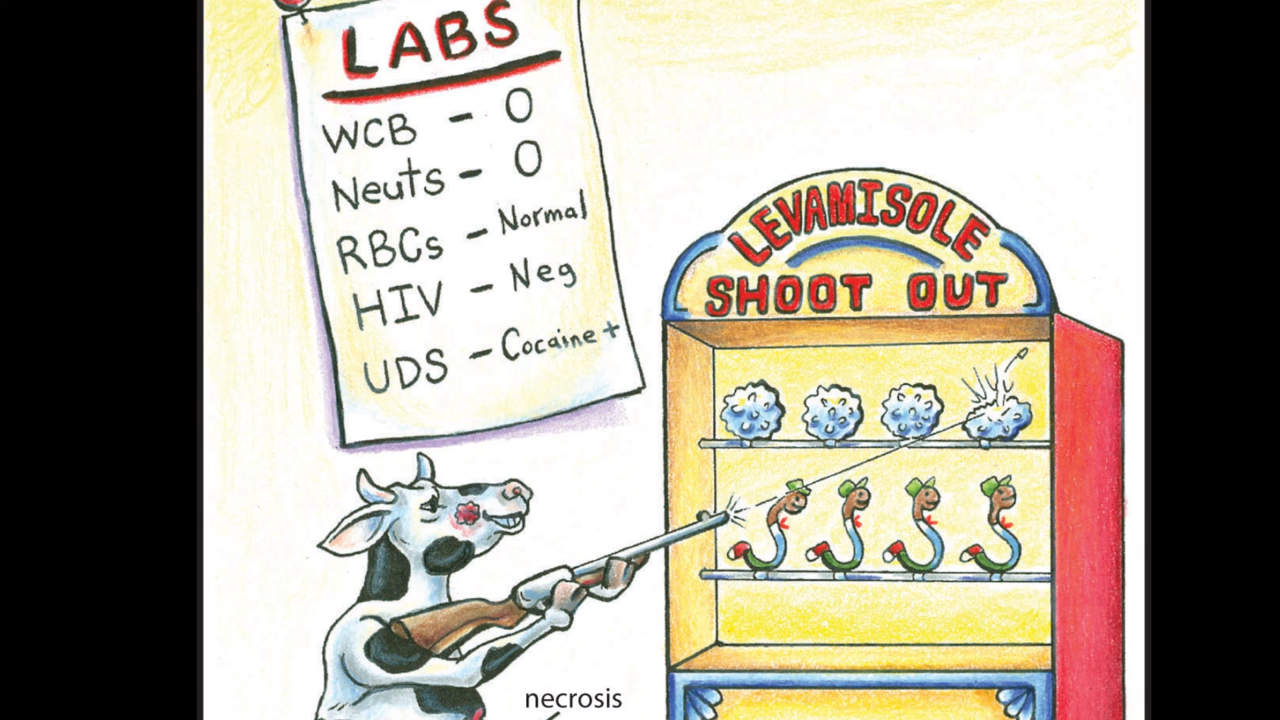 LABS
WCB - 0
Neuts - 0
RBCs - Normal
HIV - Neg
UDS - Cocaine +
LEVAMISOLE
SHOOT OUT
necrosis